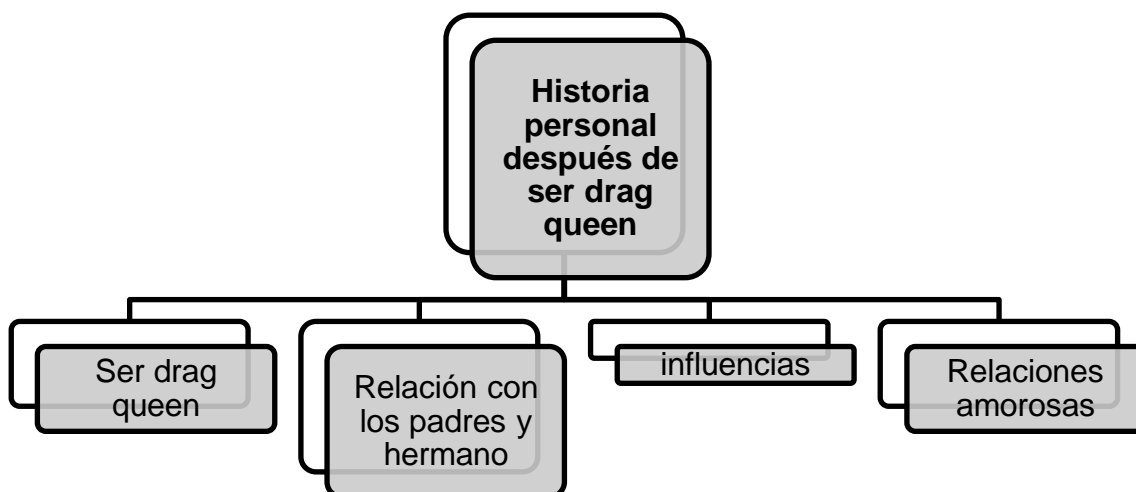 Historia
personal
después de
ser drag
queen
Ser drag
queen
Relación con
los padres y
hermano
influencias
Relaciones
amorosas